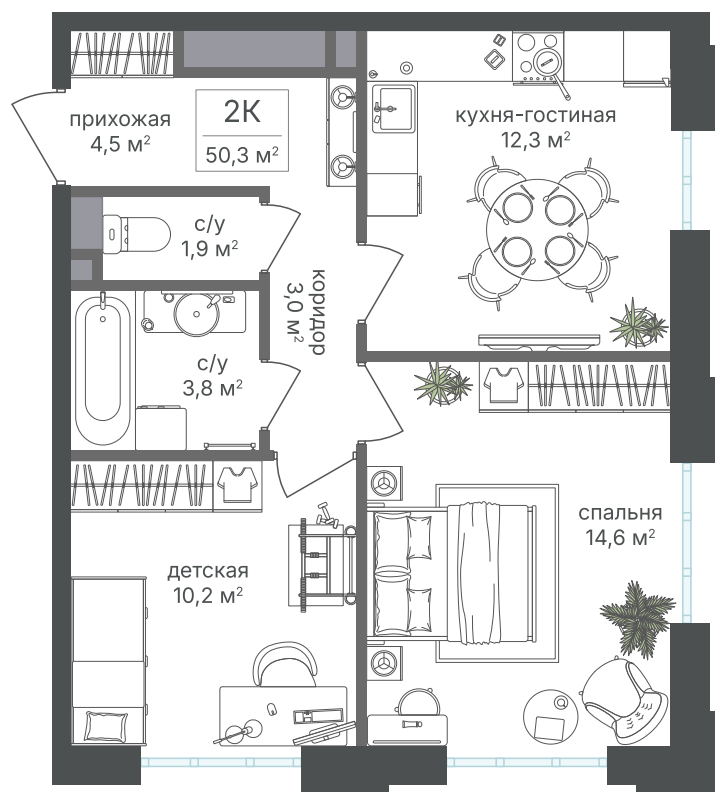 прихожая
4,5 м²
2К
50,3 м²
кухня-гостиная
12,3 м²
с/у
1,9 м²
коридор
3,0 м²
с/у
3,8 м²
спальня
14,6 м²
детская
10,2 м²